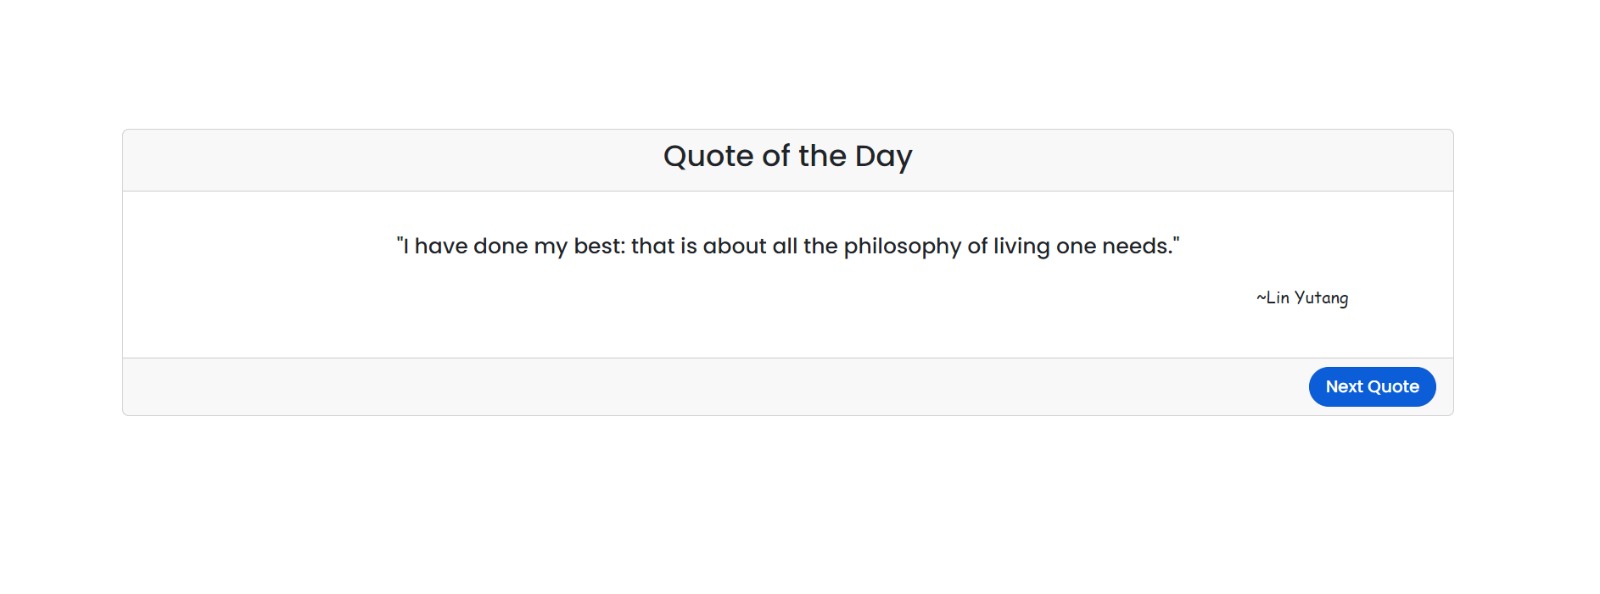 Quote of the Day
"I have done my best: that is about all the philosophy of living one needs."
~Lin Yutang
Next Quote